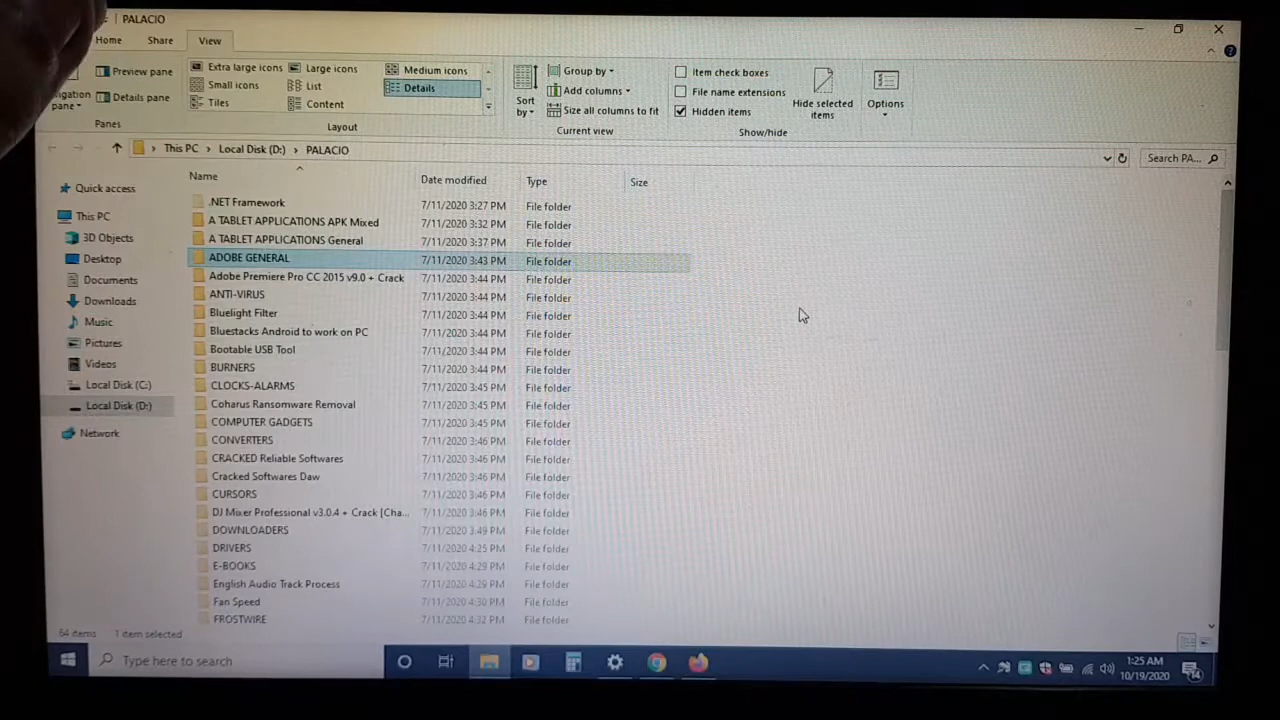 PALACIO
Home Share View
Preview pane
pane
Details pane
Panes
Extra large icons Large icons Medium icons
Small icons List Details
Tiles Content
Layout
Sort by
Group by
Add columns
Size all columns to fit
Current view
Item check boxes
File name extensions
Hidden items
Hide selected items
Show/hide
Options
This PC > Local Disk (D:) > PALACIO
Search PA...
Quick access
This PC
3D Objects
Desktop
Documents
Downloads
Music
Pictures
Videos
Local Disk (C:)
Local Disk (D:)
Network
Name Date modified Type Size
.NET Framework 7/11/2020 3:27 PM File folder
A TABLET APPLICATIONS APK Mixed 7/11/2020 3:32 PM File folder
A TABLET APPLICATIONS General 7/11/2020 3:37 PM File folder
ADOBE GENERAL 7/11/2020 3:43 PM File folder
Adobe Premiere Pro CC 2015 v9.0 + Crack 7/11/2020 3:44 PM File folder
ANTI-VIRUS 7/11/2020 3:44 PM File folder
Bluelight Filter 7/11/2020 3:44 PM File folder
Bluestacks Android to work on PC 7/11/2020 3:44 PM File folder
Bootable USB Tool 7/11/2020 3:44 PM File folder
BURNERS 7/11/2020 3:44 PM File folder
CLOCKS-ALARMS 7/11/2020 3:45 PM File folder
Coharus Ransomware Removal 7/11/2020 3:45 PM File folder
COMPUTER GADGETS 7/11/2020 3:45 PM File folder
CONVERTERS 7/11/2020 3:46 PM File folder
CRACKED Reliable Softwares 7/11/2020 3:46 PM File folder
Cracked Softwares Daw 7/11/2020 3:46 PM File folder
CURSORS 7/11/2020 3:46 PM File folder
DJ Mixer Professional v3.0.4 + Crack [Cha... 7/11/2020 3:46 PM File folder
DOWNLOADERS 7/11/2020 3:49 PM File folder
DRIVERS 7/11/2020 4:25 PM File folder
E-BOOKS 7/11/2020 4:29 PM File folder
English Audio Track Process 7/11/2020 4:29 PM File folder
Fan Speed 7/11/2020 4:30 PM File folder
FROSTWIRE 7/11/2020 4:32 PM File folder
64 items 1 item selected
Type here to search
1:25 AM
10/19/2020